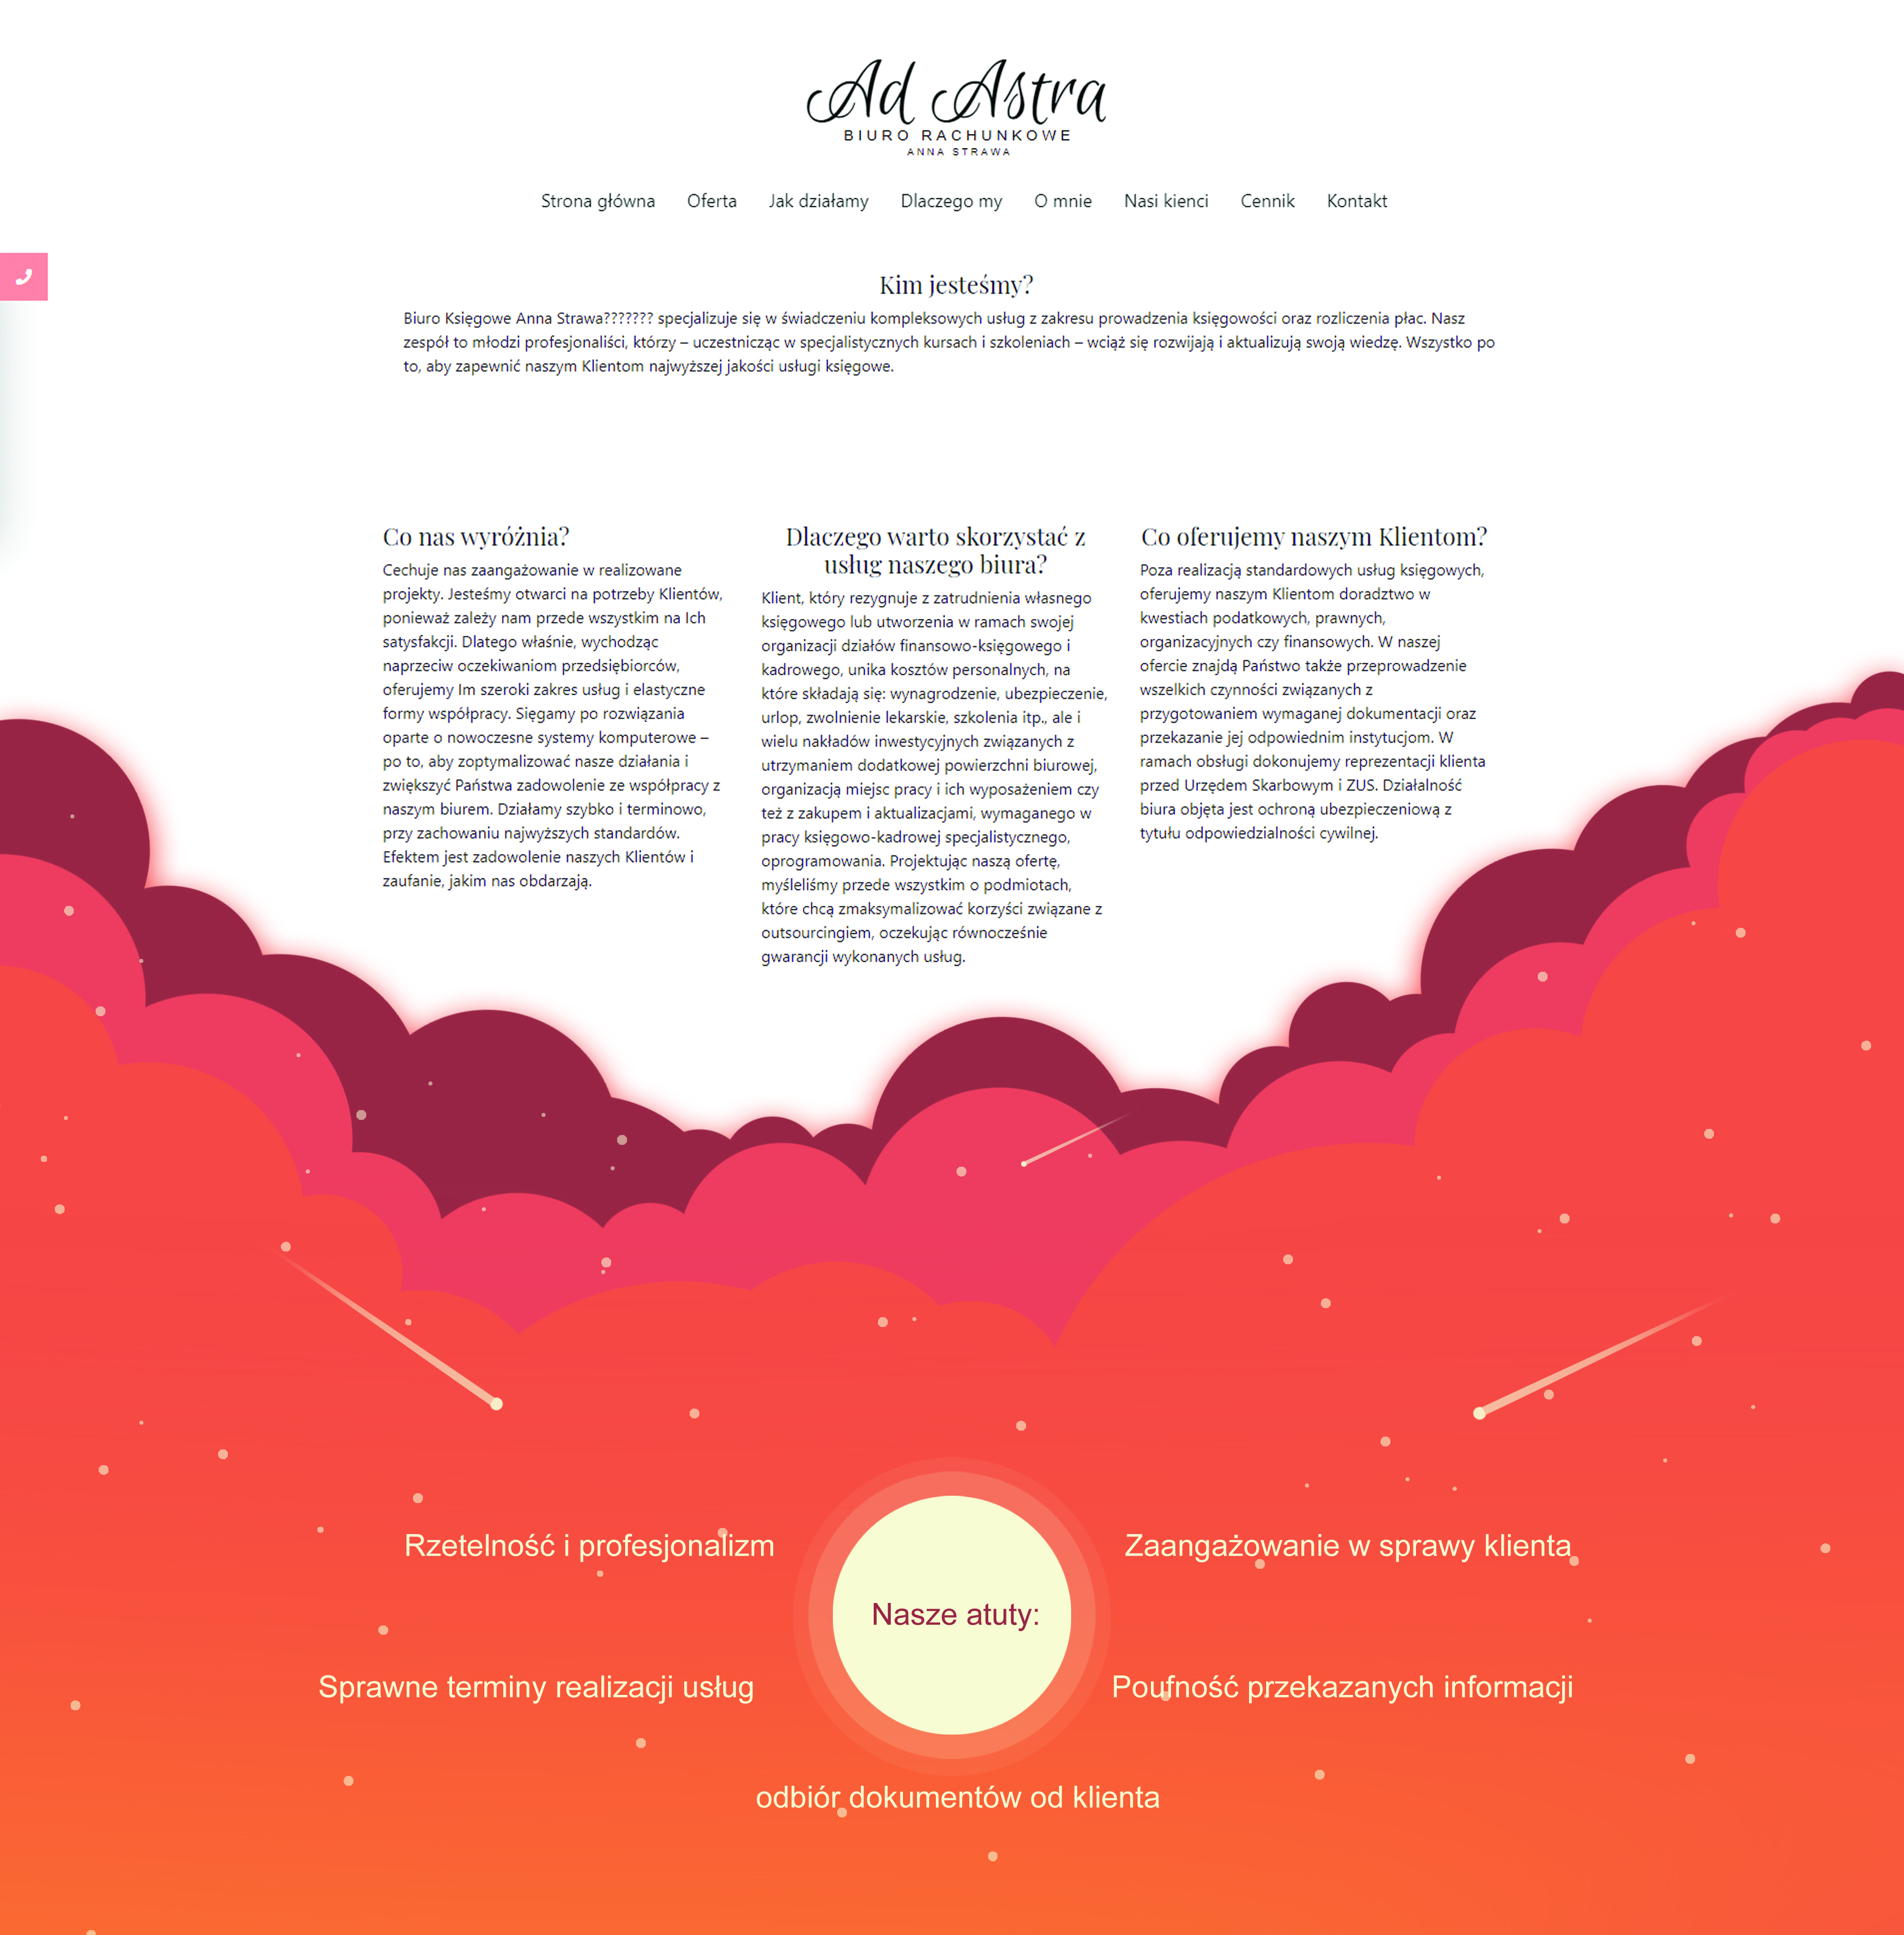 Ad Astra
BIURO RACHUNKOWE
ANNA STRAWA
Strona główna Oferta Jak działamy Dlaczego my O mnie Nasi kienci Cennik Kontakt
Kim jesteśmy?
Biuro Księgowe Anna Strawa??????? specjalizuje się w świadczeniu kompleksowych usług z zakresu prowadzenia księgowości oraz rozliczenia płac. Nasz
zespół to młodzi profesjonaliści, którzy – uczestnicząc w specjalistycznych kursach i szkoleniach – wciąż się rozwijają i aktualizują swoją wiedzę. Wszystko po
to, aby zapewnić naszym Klientom najwyższej jakości usługi księgowe.
Co nas wyróżnia?
Cechuje nas zaangażowanie w realizowane
projekty. Jesteśmy otwarci na potrzeby Klientów,
ponieważ zależy nam przede wszystkim na Ich
satysfakcji. Dlatego właśnie, wychodząc
naprzeciw oczekiwaniom przedsiębiorców,
oferujemy Im szeroki zakres usług i elastyczne
formy współpracy. Sięgamy po rozwiązania
oparte o nowoczesne systemy komputerowe –
po to, aby zoptymalizować nasze działania i
zwiększyć Państwa zadowolenie ze współpracy z
naszym biurem. Działamy szybko i terminowo,
przy zachowaniu najwyższych standardów.
Efektem jest zadowolenie naszych Klientów i
zaufanie, jakim nas obdarzają.
Dlaczego warto skorzystać z
usług naszego biura?
Klient, który rezygnuje z zatrudnienia własnego
księgowego lub utworzenia w ramach swojej
organizacji działów finansowo-księgowego i
kadrowego, unika kosztów personalnych, na
które składają się: wynagrodzenie, ubezpieczenie,
urlop, zwolnienie lekarskie, szkolenia itp., ale i
wielu nakładów inwestycyjnych związanych z
utrzymaniem dodatkowej powierzchni biurowej,
organizacją miejsc pracy i ich wyposażeniem czy
też z zakupem i aktualizacjami, wymaganego w
pracy księgowo-kadrowej specjalistycznego,
oprogramowania. Projektując naszą ofertę,
myśleliśmy przede wszystkim o podmiotach,
które chcą zmaksymalizować korzyści związane z
outsourcingiem, oczekując równocześnie
gwarancji wykonanych usług.
Co oferujemy naszym Klientom?
Poza realizacją standardowych usług księgowych,
oferujemy naszym Klientom doradztwo w
kwestiach podatkowych, prawnych,
organizacyjnych czy finansowych. W naszej
ofercie znajdą Państwo także przeprowadzenie
wszelkich czynności związanych z
przygotowaniem wymaganej dokumentacji oraz
przekazanie jej odpowiednim instytucjom. W
ramach obsługi dokonujemy reprezentacji klienta
przed Urzędem Skarbowym i ZUS. Działalność
biura objęta jest ochroną ubezpieczeniową z
tytułu odpowiedzialności cywilnej.
Rzetelność i profesjonalizm
Zaangażowanie w sprawy klienta
Nasze atuty:
Sprawne terminy realizacji usług
Poufność przekazanych informacji
odbiór dokumentów od klienta